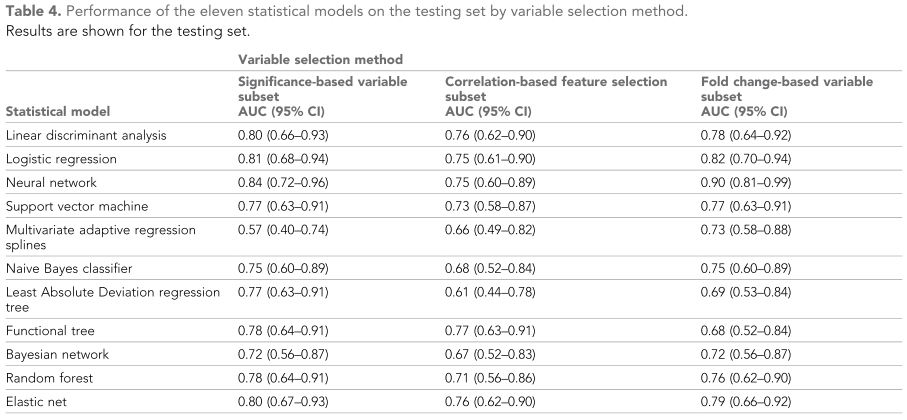 Table 4. Performance of the eleven statistical models on the testing set by variable selection method.
Results are shown for the testing set.
Variable selection method
Significance-based variable Correlation-based feature selection Fold change-based variable
subset subset subset
Statistical model AUC (95% CI) AUC (95% CI) AUC (95% CI)
Linear discriminant analysis 0.80 (0.66–0.93) 0.76 (0.62–0.90) 0.78 (0.64–0.92)
Logistic regression 0.81 (0.68–0.94) 0.75 (0.61–0.90) 0.82 (0.70–0.94)
Neural network 0.84 (0.72–0.96) 0.75 (0.60–0.89) 0.90 (0.81–0.99)
Support vector machine 0.77 (0.63–0.91) 0.73 (0.58–0.87) 0.77 (0.63–0.91)
Multivariate adaptive regression 0.57 (0.40–0.74) 0.66 (0.49–0.82) 0.73 (0.58–0.88)
splines
Naive Bayes classifier 0.75 (0.60–0.89) 0.68 (0.52–0.84) 0.75 (0.60–0.89)
Least Absolute Deviation regression 0.77 (0.63–0.91) 0.61 (0.44–0.78) 0.69 (0.53–0.84)
tree
Functional tree 0.78 (0.64–0.91) 0.77 (0.63–0.91) 0.68 (0.52–0.84)
Bayesian network 0.72 (0.56–0.87) 0.67 (0.52–0.83) 0.72 (0.56–0.87)
Random forest 0.78 (0.64–0.91) 0.71 (0.56–0.86) 0.76 (0.62–0.90)
Elastic net 0.80 (0.67–0.93) 0.76 (0.62–0.90) 0.79 (0.66–0.92)